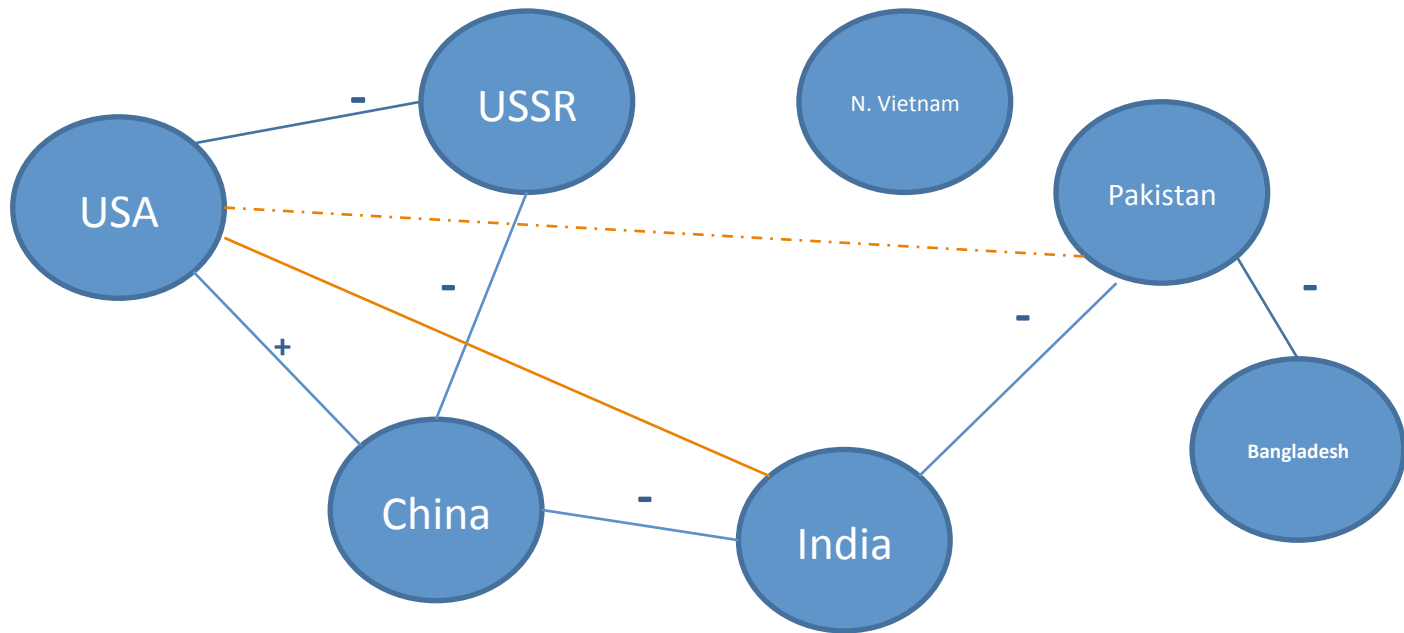 USSR
N. Vietnam
-
USA
Pakistan
-
-
-
+
Bangladesh
-
China
India